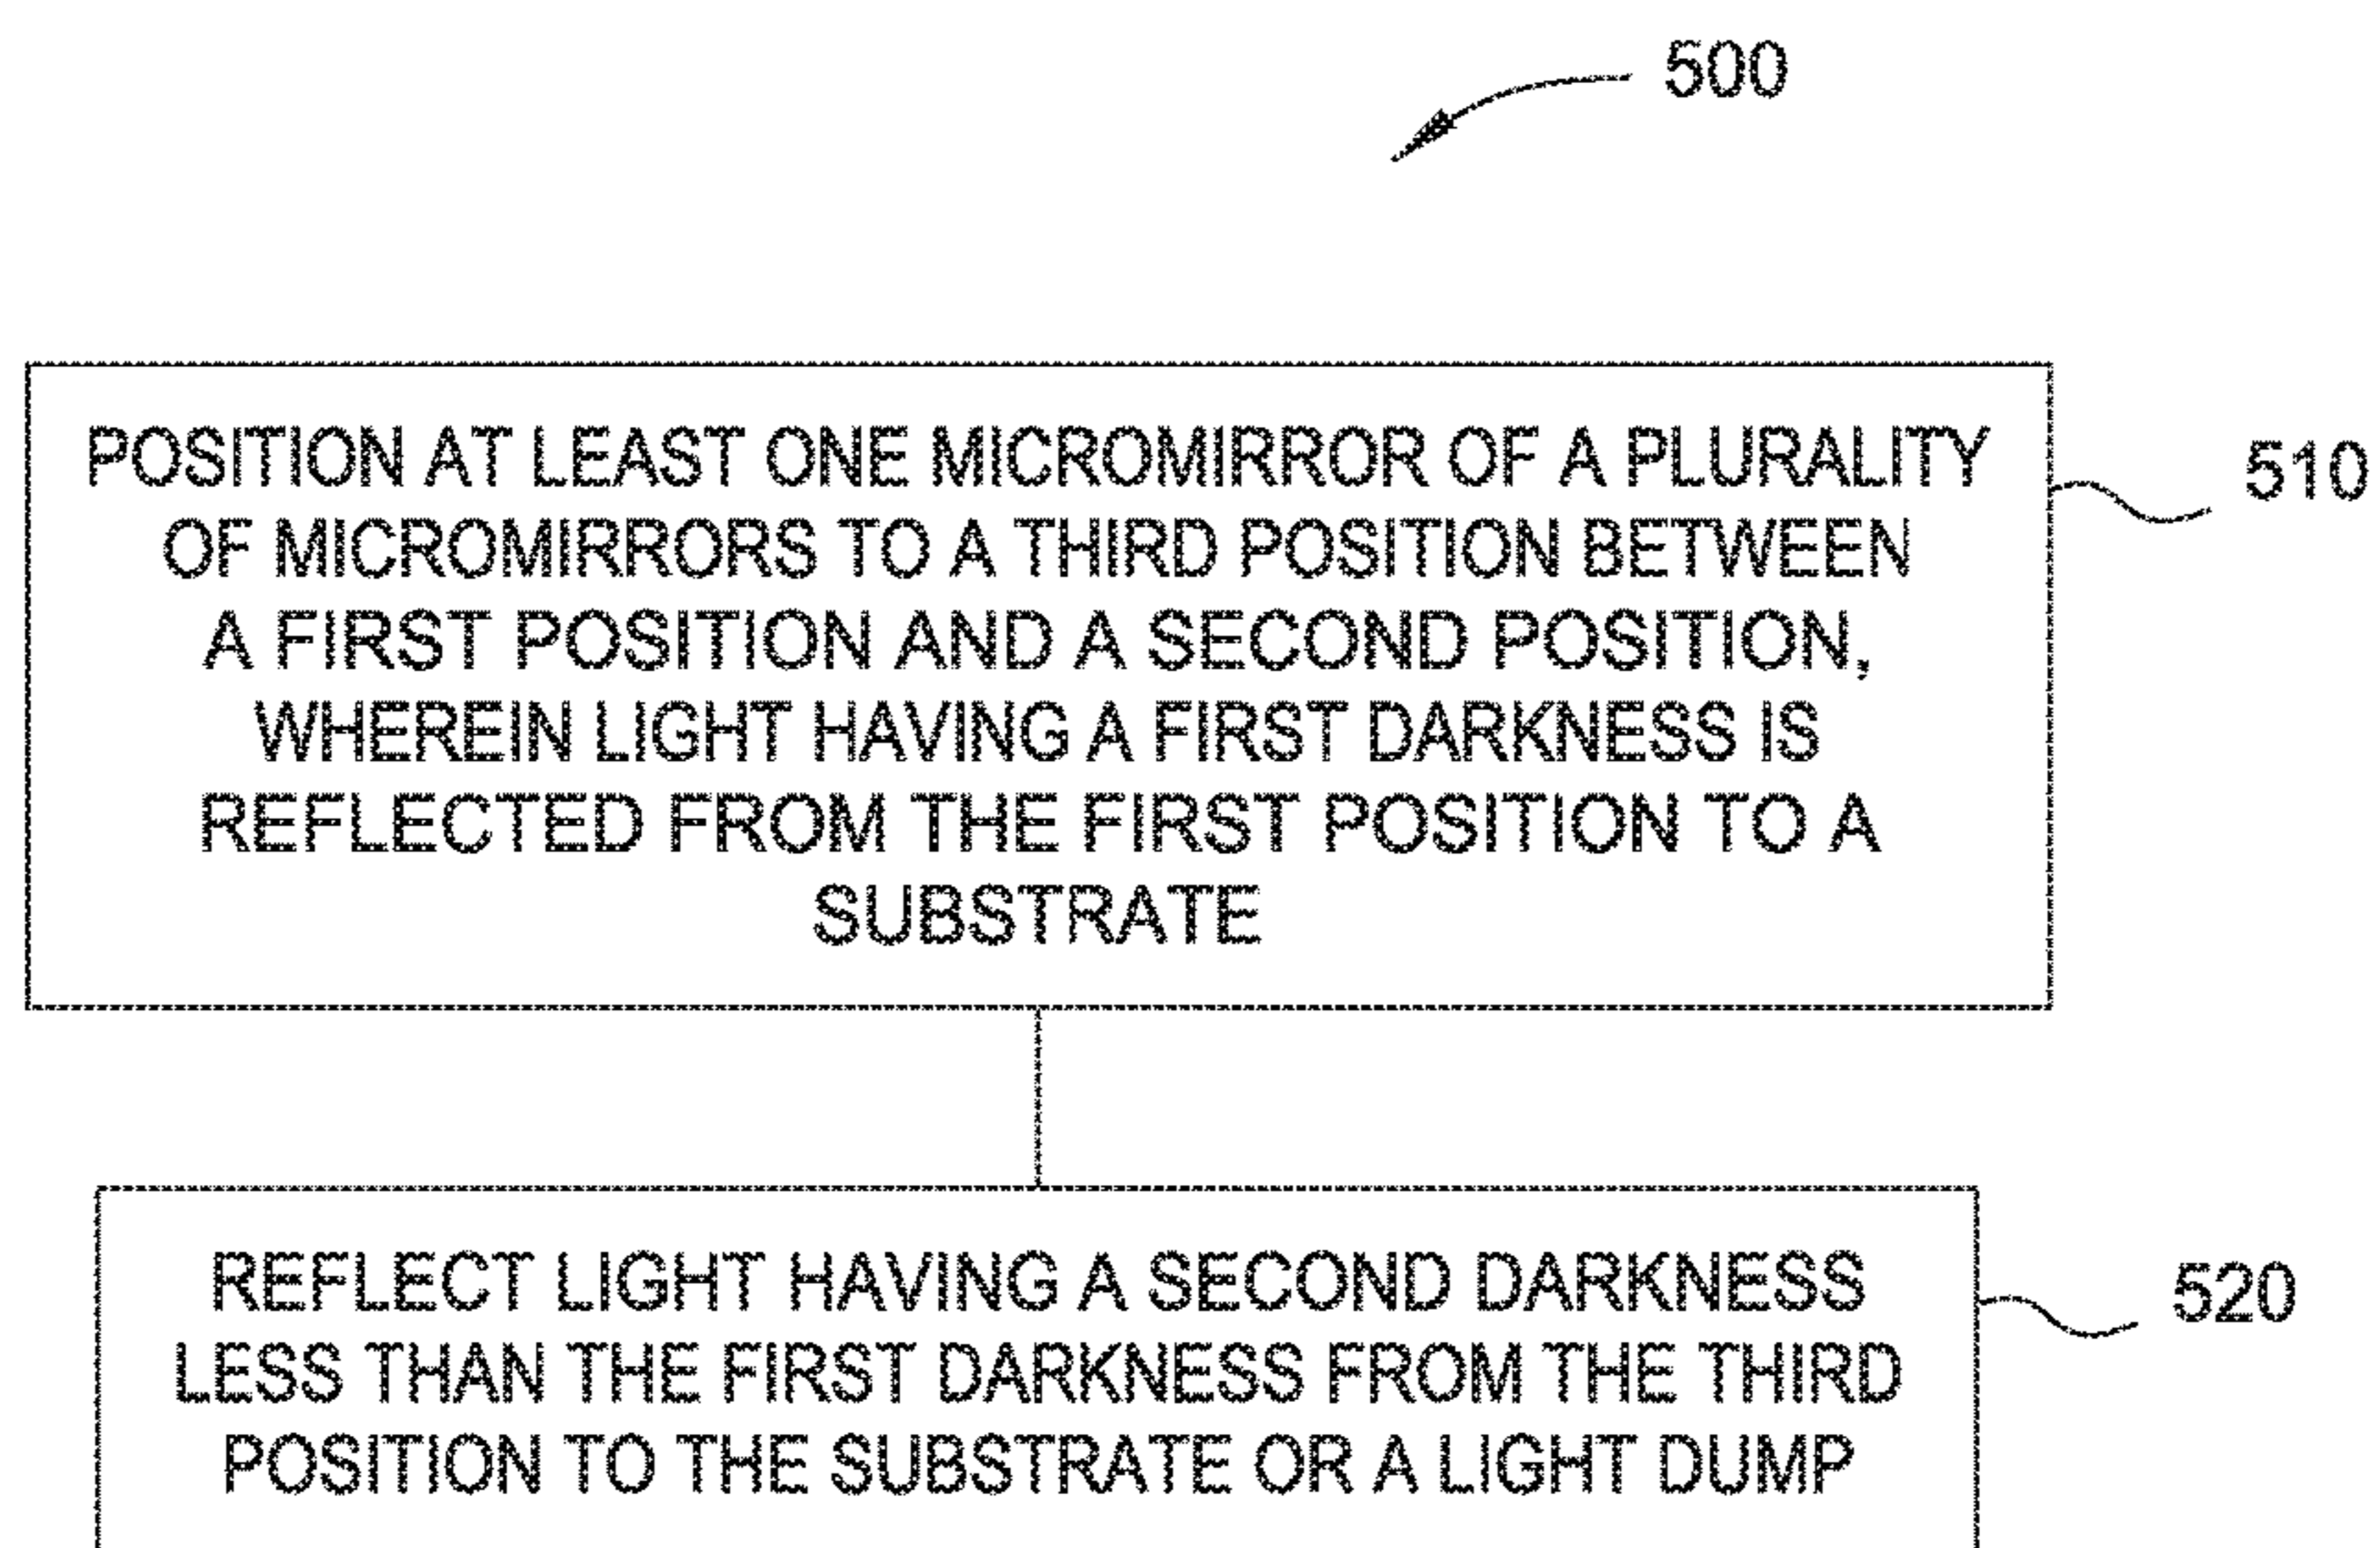 500
POSITION AT LEAST ONE MICROMIRROR OF A PLURALITY
OF MICROMIRRORS TO A THIRD POSITION BETWEEN
A FIRST POSITION AND A SECOND POSITION,
WHEREIN LIGHT HAVING A FIRST DARKNESS IS
REFLECTED FROM THE FIRST POSITION TO A
SUBSTRATE
510
REFLECT LIGHT HAVING A SECOND DARKNESS
LESS THAN THE FIRST DARKNESS FROM THE THIRD
POSITION TO THE SUBSTRATE OR A LIGHT DUMP
520